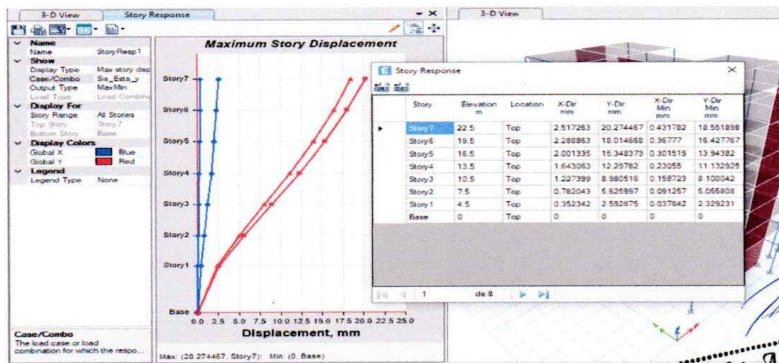 3-D View
Story Response
Name
Name StoryResp1
Show
Display Type Max story disp
Case/Combo Sis_Esta_y
Output Type MaxMin
Load Type Load Combina
Display For
Story Range All Stories
Top Story Story7
Bottom Story Base
Display Colors
Global X Blue
Global Y Red
Legend
Legend Type None
Case/Combo
The load case or load
combination for which the respo...
Maximum Story Displacement
Story7
Story6
Story5
Story4
Story3
Story2
Story1
Base
0.0 2.5 5.0 7.5 10.0 12.5 15.0 17.5 20.0 22.5 25.0
Displacement, mm
Max: (20.274467, Story7); Min: (0, Base)
3-D View
Story Response
Story Elevation m Location X-Dir mm Y-Dir mm X-Dir Min mm Y-Dir Min mm
Story7 22.5 Top 2.517263 20.274467 0.431782 18.551898
Story6 19.5 Top 2.288863 18.014668 0.36777 16.427767
Story5 16.5 Top 2.001335 15.348373 0.301519 13.94382
Story4 13.5 Top 1.643063 12.29782 0.23055 11.132925
Story3 10.5 Top 1.227399 8.980516 0.158723 8.100042
Story2 7.5 Top 0.782043 5.625997 0.091257 5.055808
Story1 4.5 Top 0.352342 2.592875 0.037842 2.329231
Base 0 Top 0 0 0 0
1 de 8